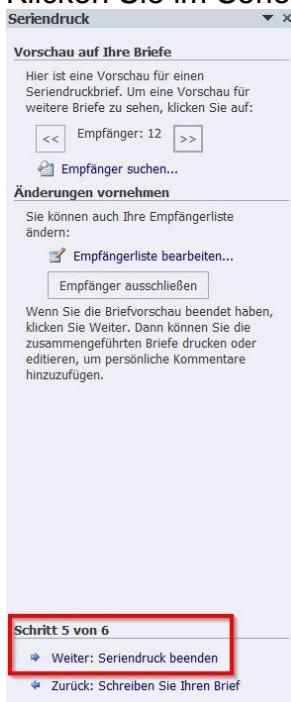 Klicken Sie im Serie
Seriendruck
Vorschau auf Ihre Briefe
Hier ist eine Vorschau für einen
Seriendruckbrief. Um eine Vorschau für
weitere Briefe zu sehen, klicken Sie auf:
<< Empfänger: 12 >>
Empfänger suchen...
Änderungen vornehmen
Sie können auch Ihre Empfängerliste
ändern:
Empfängerliste bearbeiten...
Empfänger ausschließen
Wenn Sie die Briefvorschau beendet haben,
klicken Sie Weiter. Dann können Sie die
zusammengeführten Briefe drucken oder
editieren, um persönliche Kommentare
hinzuzufügen.
Schritt 5 von 6
Weiter: Seriendruck beenden
Zurück: Schreiben Sie Ihren Brief